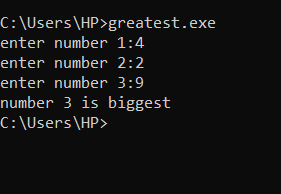 C:\Users\HP>greatest.exe
enter number 1:4
enter number 2:2
enter number 3:9
number 3 is biggest
C:\Users\HP>